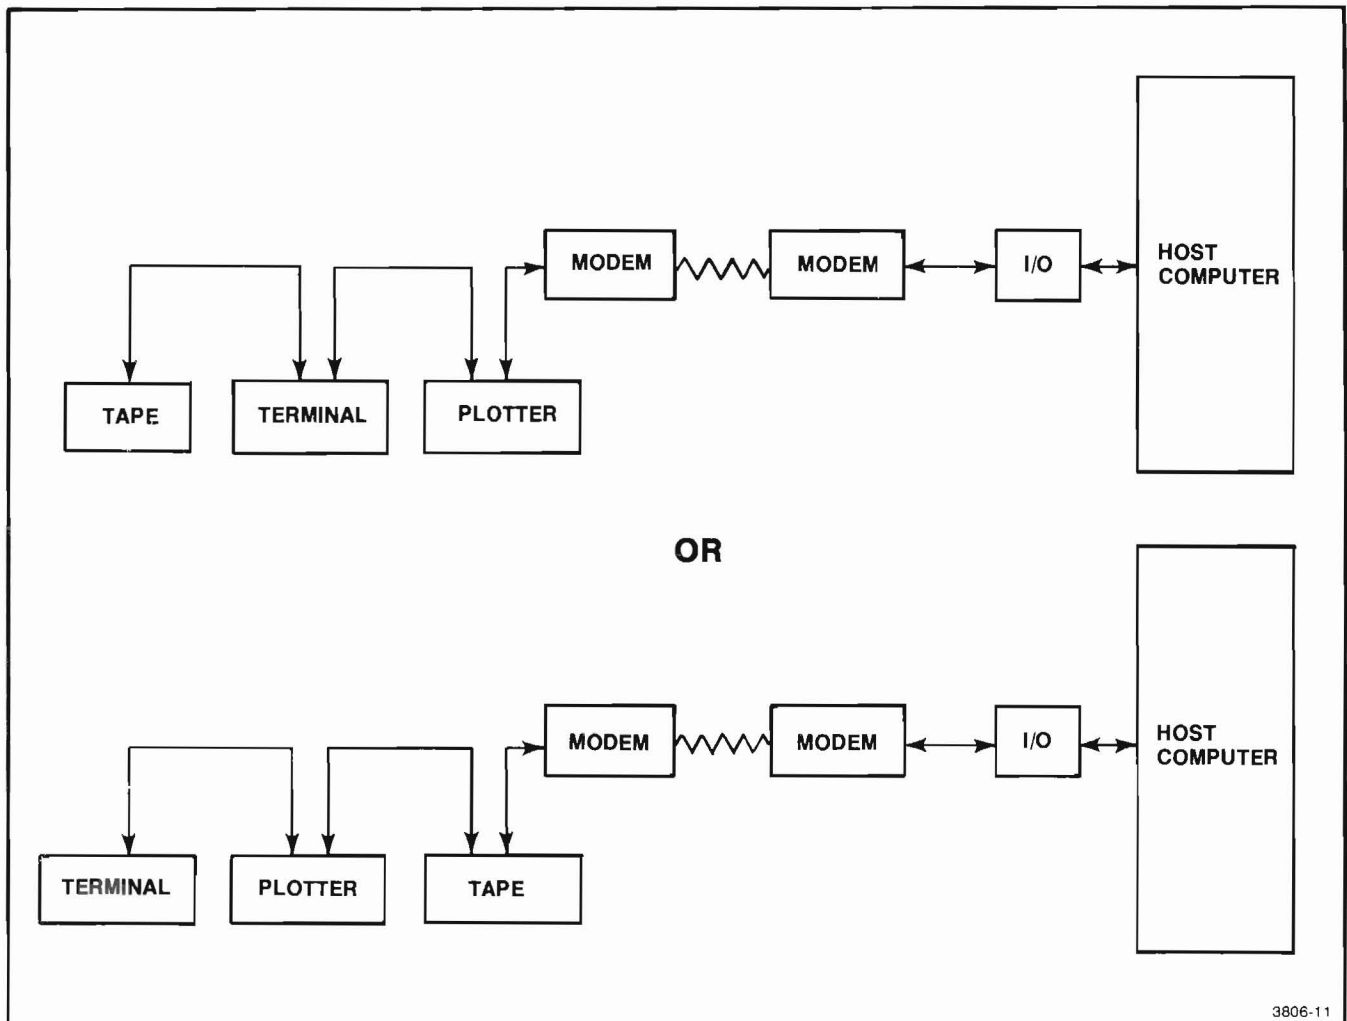 MODEM
MODEM
I/O
HOST
COMPUTER
TAPE
TERMINAL
PLOTTER
OR
MODEM
MODEM
I/O
HOST
COMPUTER
TERMINAL
PLOTTER
TAPE
3806-11